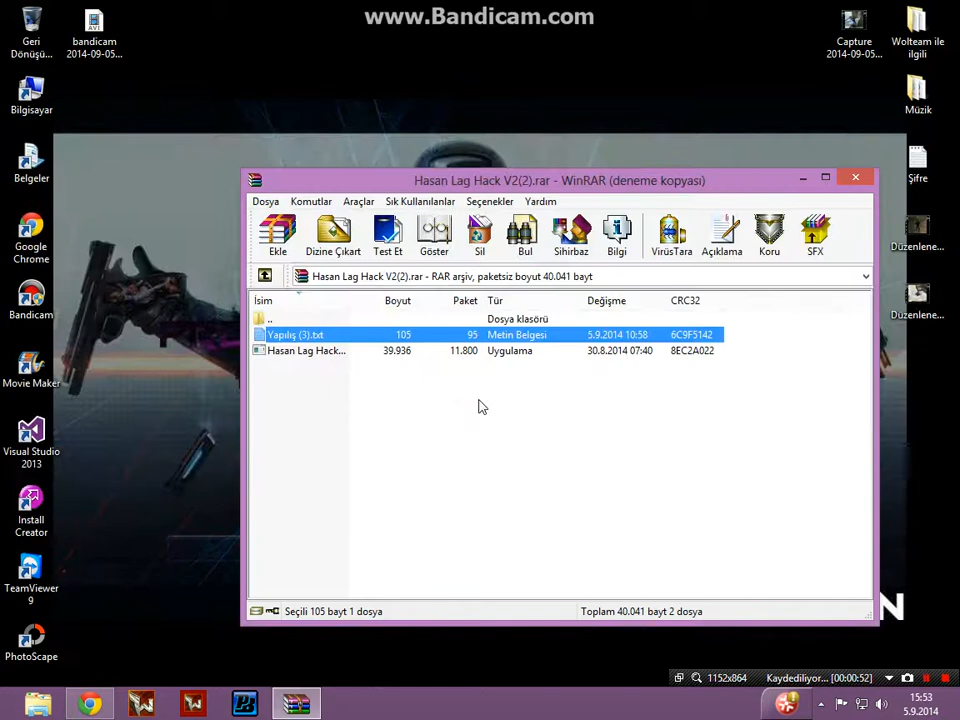 www.Bandicam.com
Geri
Dönüşü...
bandicam
2014-09-05...
Capture
2014-09-05...
Wolteam ile
ilgili
Bilgisayar
Müzik
Belgeler
Şifre
Google
Chrome
Düzenlene...
Bandicam
Düzenlene...
Movie Maker
Visual Studio
2013
Install
Creator
TeamViewer
9
PhotoScape
Hasan Lag Hack V2(2).rar - WinRAR (deneme kopyası)
Dosya Komutlar Araçlar Sık Kullanılanlar Seçenekler Yardım
Ekle Dizine Çıkart Test Et Göster Sil Bul Sihirbaz Bilgi VirüsTara Açıklama Koru SFX
Hasan Lag Hack V2(2).rar - RAR arşiv, paketsiz boyut 40.041 bayt
İsim Boyut Paket Tür Değişme CRC32
.. Dosya klasörü
Yapılış (3).txt 105 95 Metin Belgesi 5.9.2014 10:58 6C9F5142
Hasan Lag Hack... 39.936 11.800 Uygulama 30.8.2014 07:40 8EC2A022
Seçili 105 bayt 1 dosya Toplam 40.041 bayt 2 dosya
N
1152x864 Kaydediliyor... [00:00:52]
15:53
5.9.2014